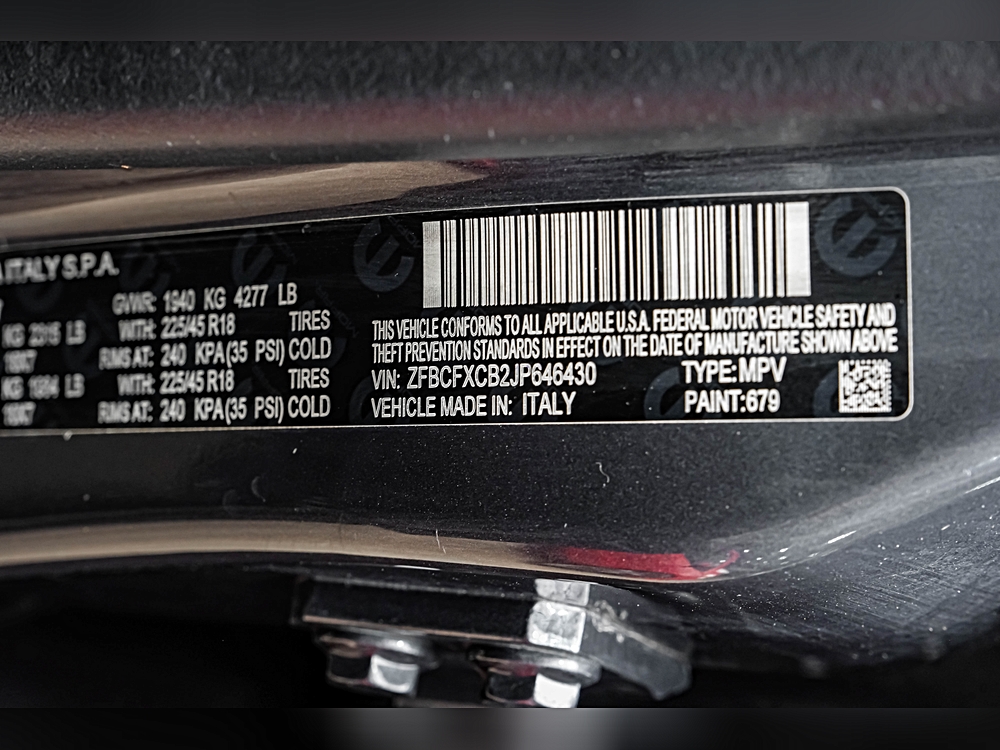 ITALY S.P.A.
GVWR: 1940 KG 4277 LB
KG 2315 LB WITH: 225/45 R18 TIRES
RIMS AT: 240 KPA(35 PSI) COLD
KG LB WITH: 225/45 R18 TIRES
RIMS AT: 240 KPA(35 PSI) COLD
THIS VEHICLE CONFORMS TO ALL APPLICABLE U.S.A. FEDERAL MOTOR VEHICLE SAFETY AND
THEFT PREVENTION STANDARDS IN EFFECT ON THE DATE OF MANUFACTURE SHOWN ABOVE
VIN: ZFBCFXCB2JP646430 TYPE:MPV
VEHICLE MADE IN: ITALY PAINT:679